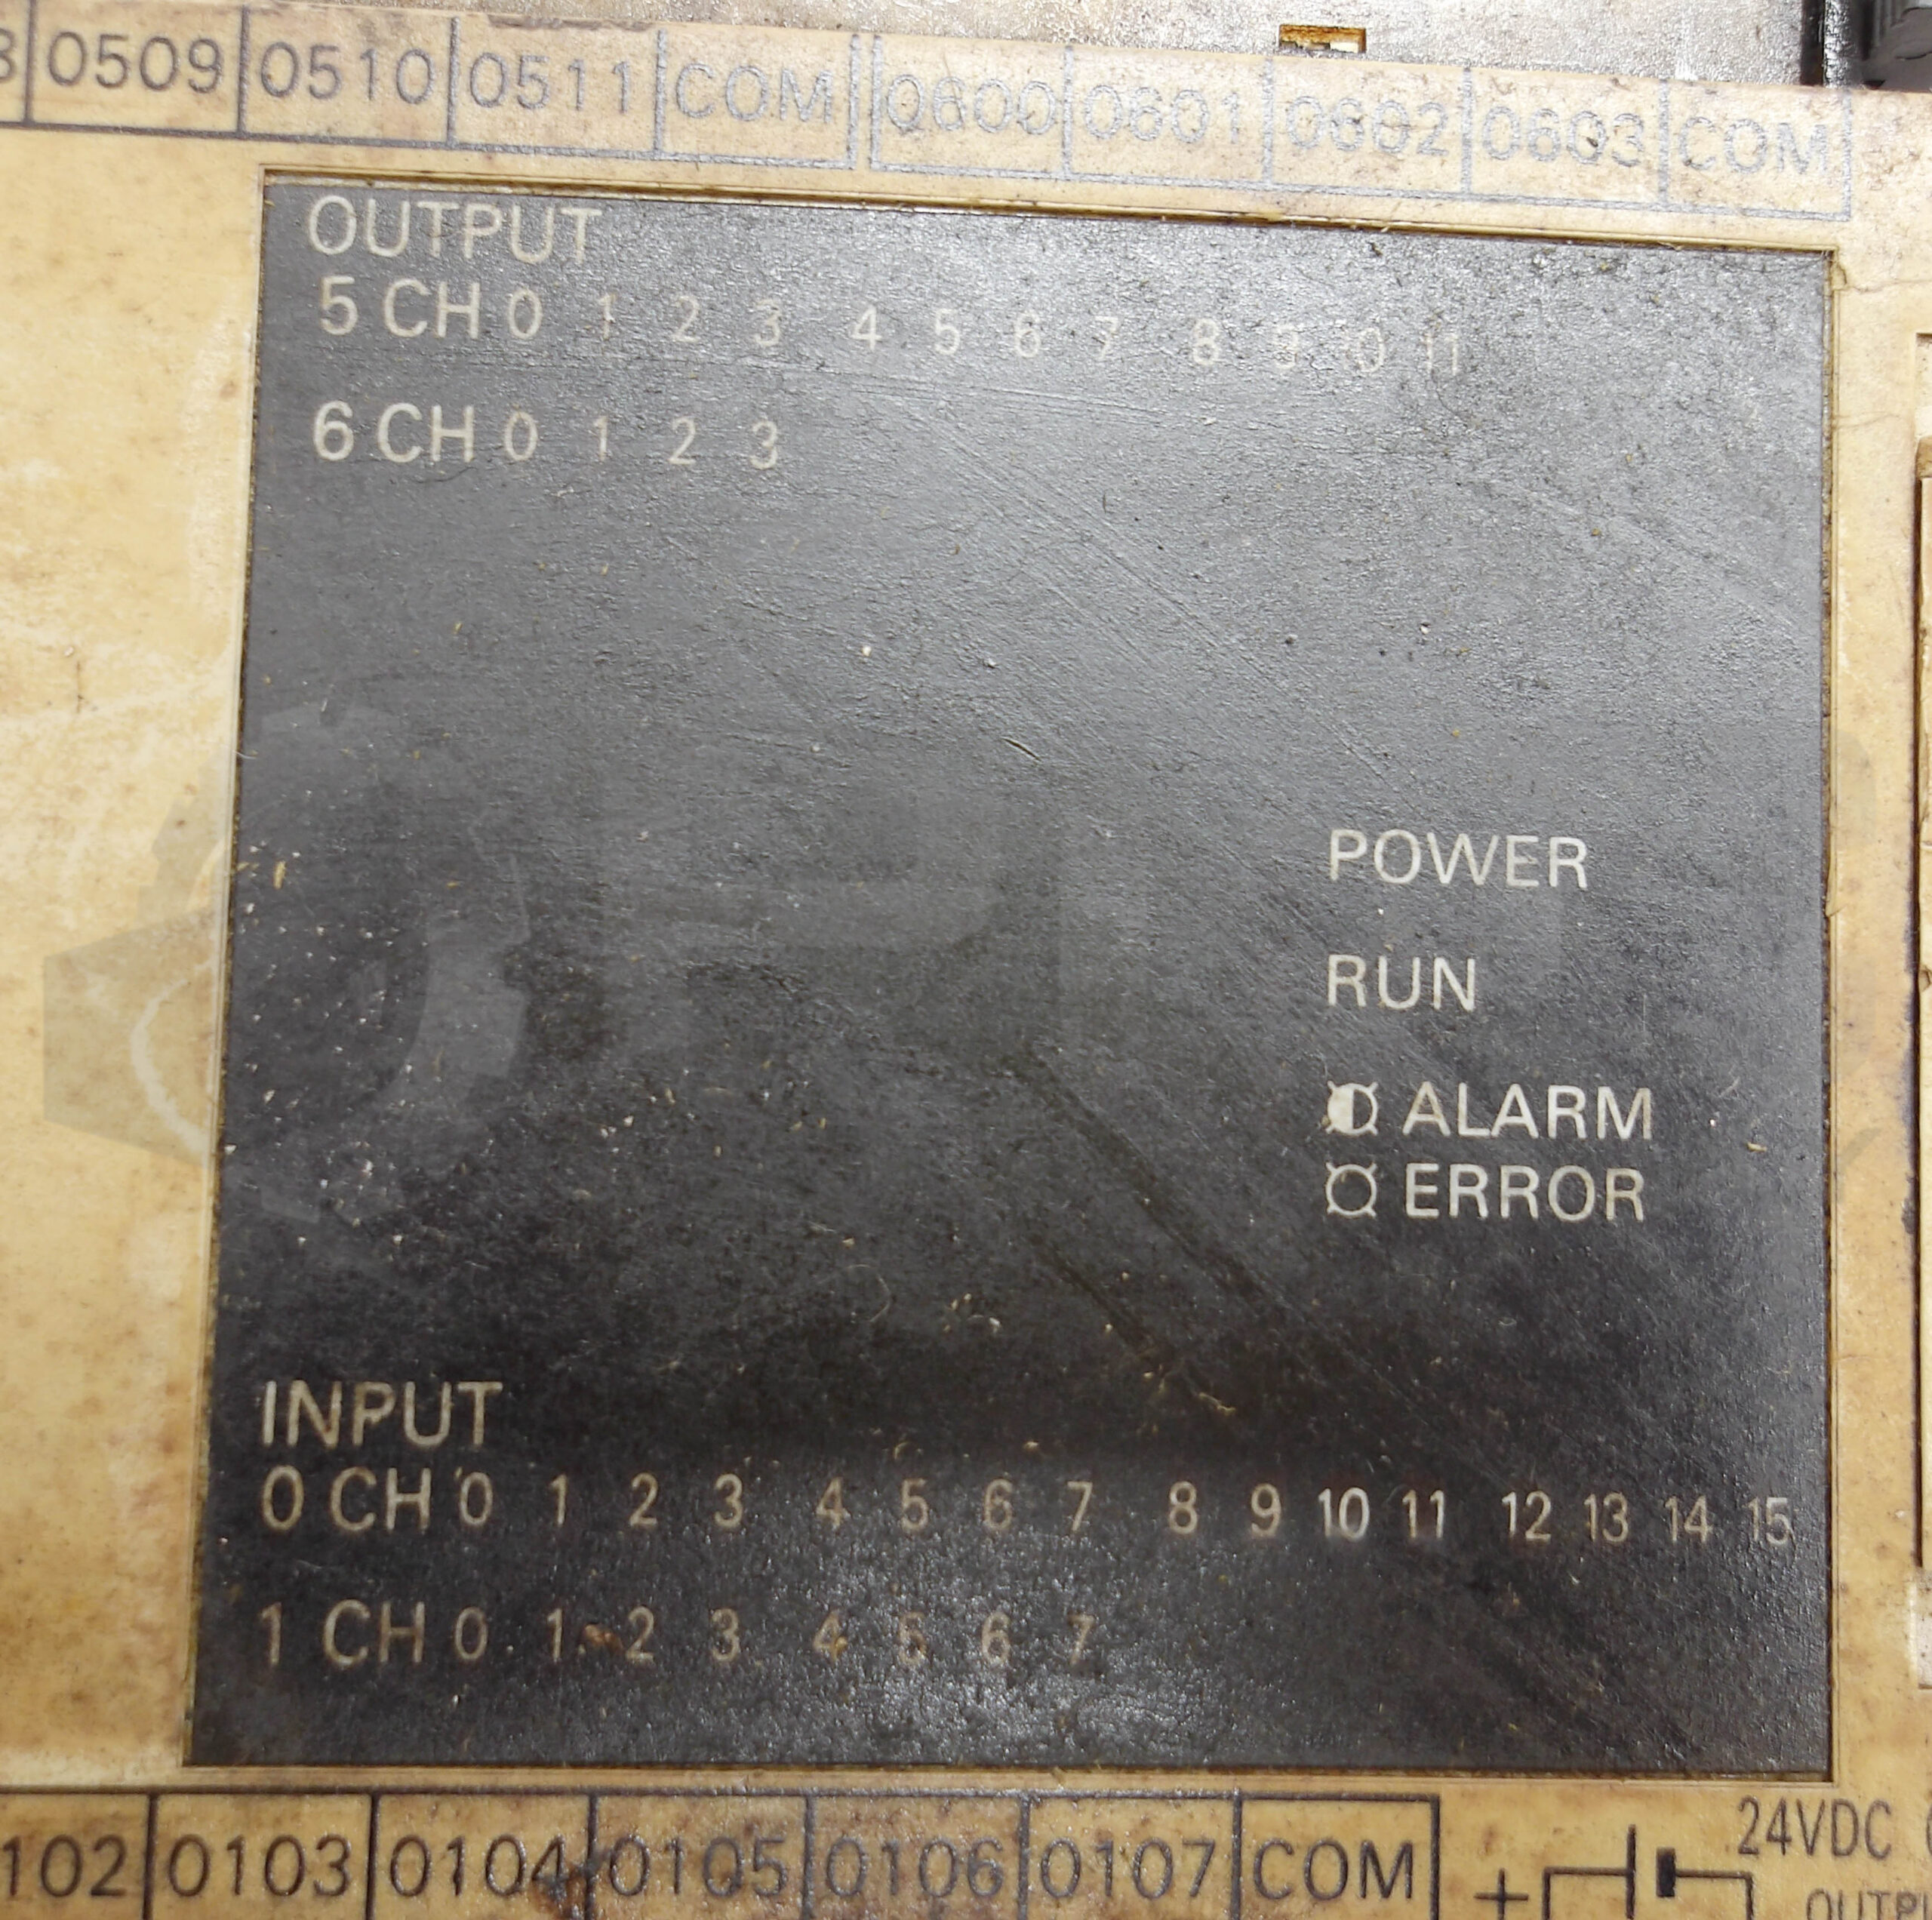 0509 0510 0511 COM 0600 0601 0602 0603 COM
OUTPUT
5 CH 0 1 2 3 4 5 6 7 8 9 10 11
6 CH 0 1 2 3
POWER
RUN
ALARM
ERROR
INPUT
0 CH 0 1 2 3 4 5 6 7 8 9 10 11 12 13 14 15
1 CH 0 1 2 3 4 5 6 7
102 0103 0104 0105 0106 0107 COM + 24VDC